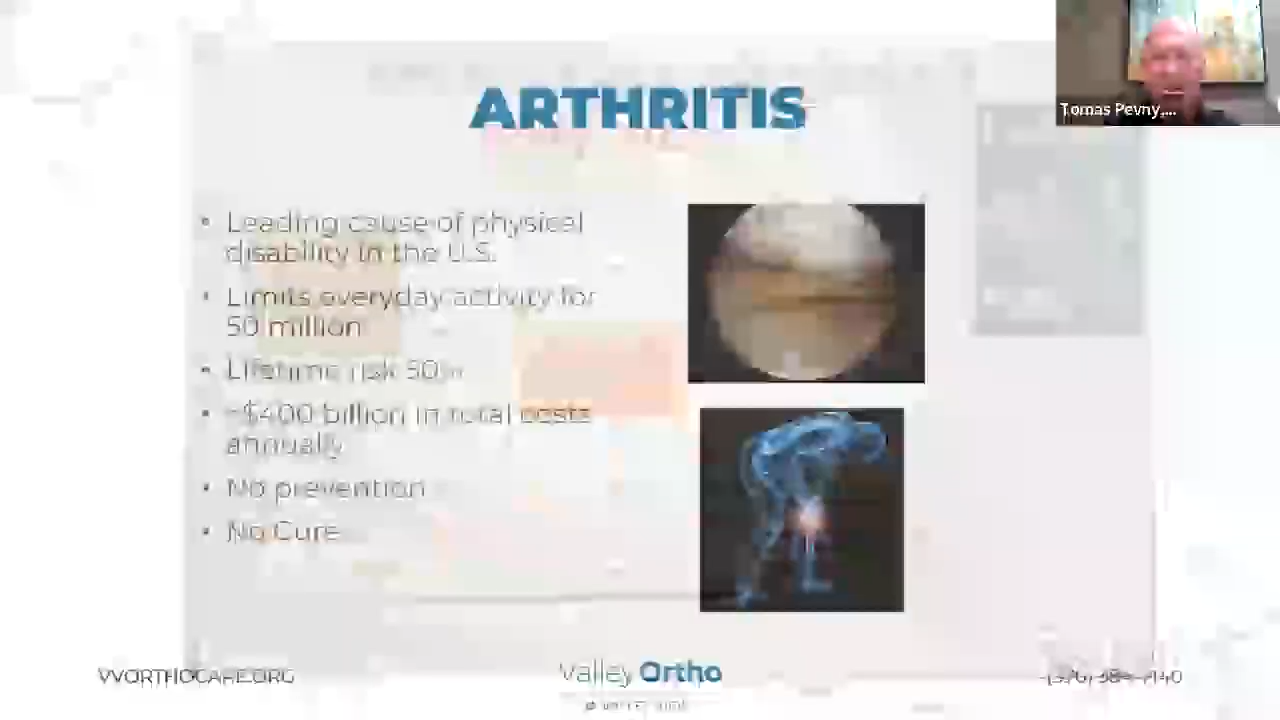 Tomas Pevny,...
ARTHRITIS
• Leading cause of physical
disability in the U.S.
• Limits everyday activity for
50 million
• Lifetime risk
• ~$400 billion in total costs
annually
• No prevention
• No Cure
VVORTHOCARE.ORG
Valley Ortho